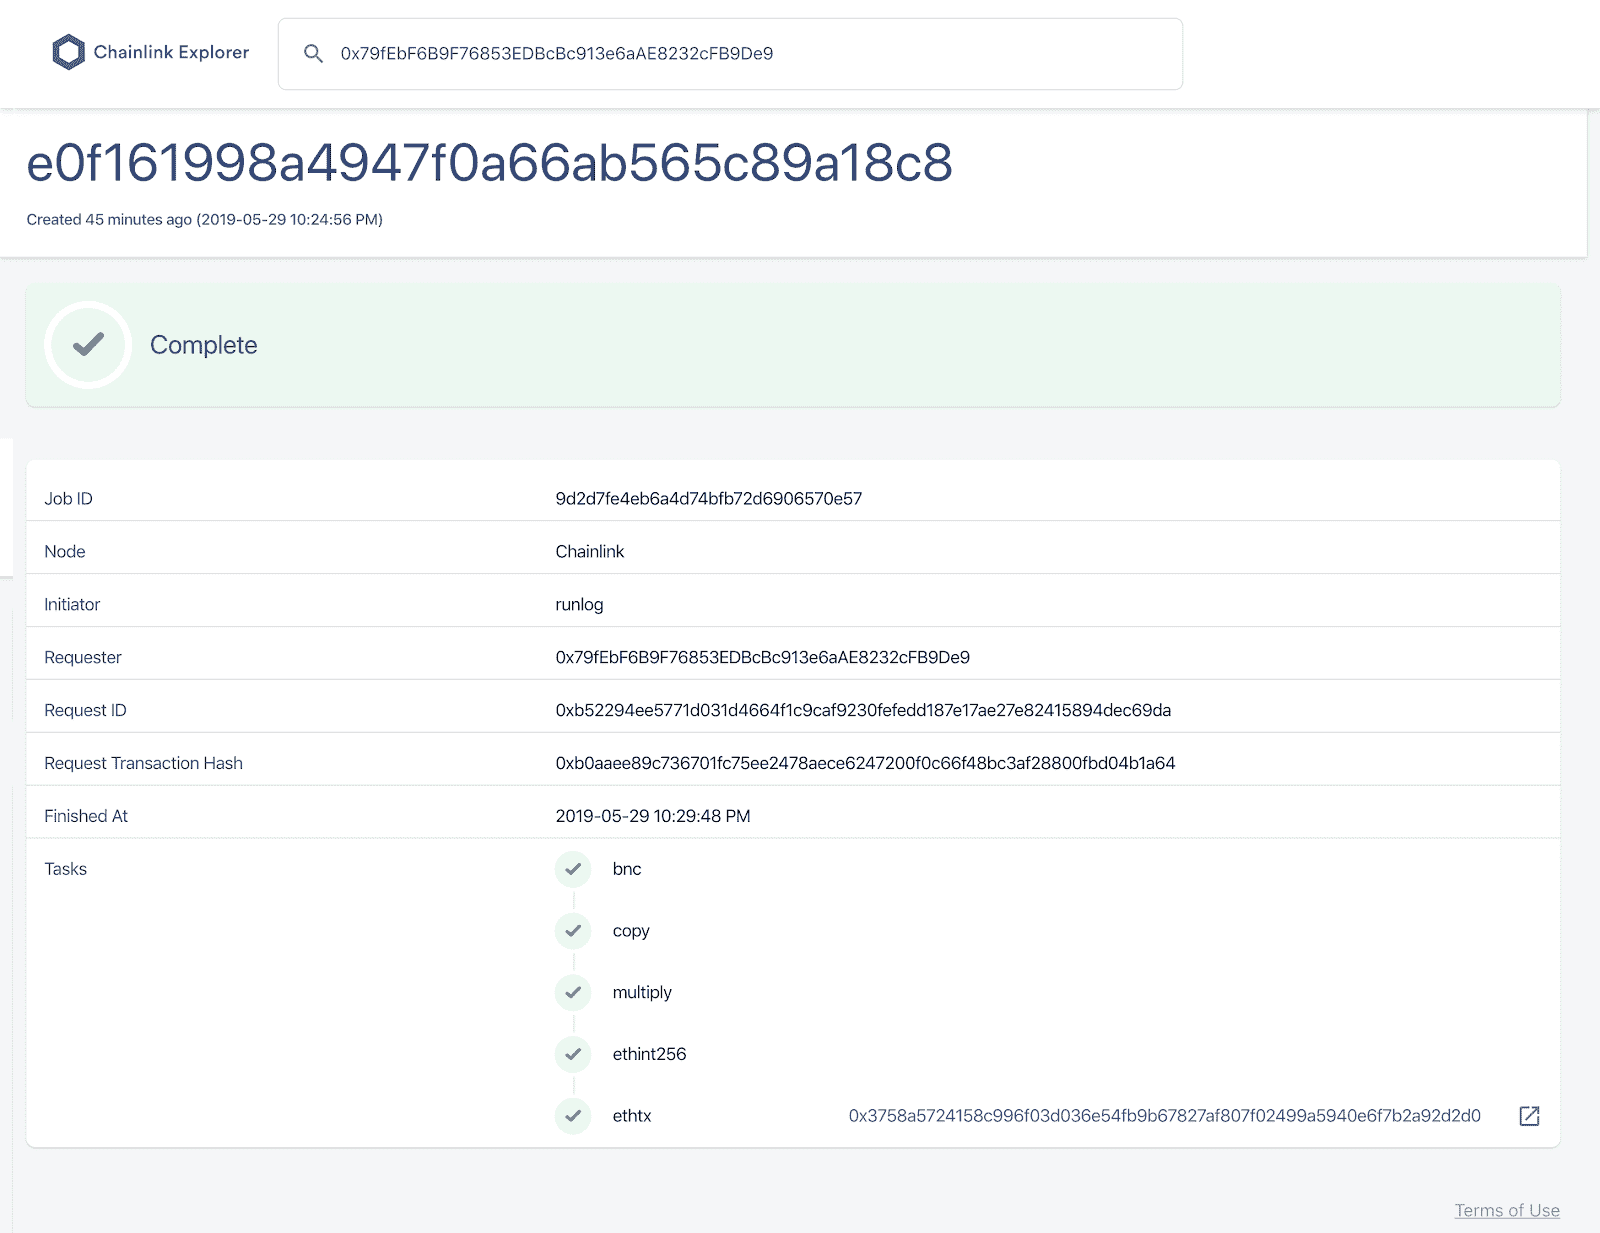 Chainlink Explorer
0x79fEbF6B9F76853EDBcBc913e6aAE8232cFB9De9
e0f161998a4947f0a66ab565c89a18c8
Created 45 minutes ago (2019-05-29 10:24:56 PM)
Complete
Job ID 9d2d7fe4eb6a4d74bfb72d6906570e57
Node Chainlink
Initiator runlog
Requester 0x79fEbF6B9F76853EDBcBc913e6aAE8232cFB9De9
Request ID 0xb52294ee5771d031d4664f1c9caf9230fefedd187e17ae27e82415894dec69da
Request Transaction Hash 0xb0aaee89c736701fc75ee2478aece6247200f0c66f48bc3af28800fbd04b1a64
Finished At 2019-05-29 10:29:48 PM
Tasks bnc
copy
multiply
ethint256
ethtx 0x3758a5724158c996f03d036e54fb9b67827af807f02499a5940e6f7b2a92d2d0
Terms of Use